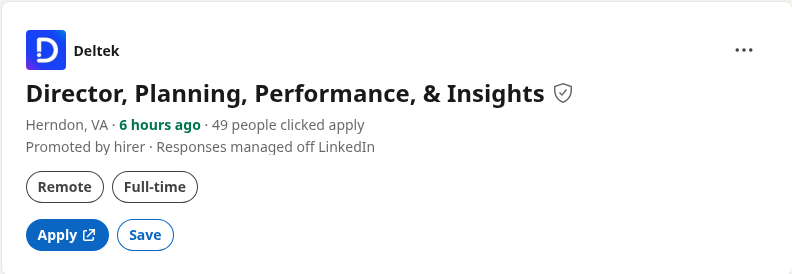 Deltek
Director, Planning, Performance, & Insights
Herndon, VA · 6 hours ago · 49 people clicked apply
Promoted by hirer · Responses managed off LinkedIn
Remote
Full-time
Apply
Save